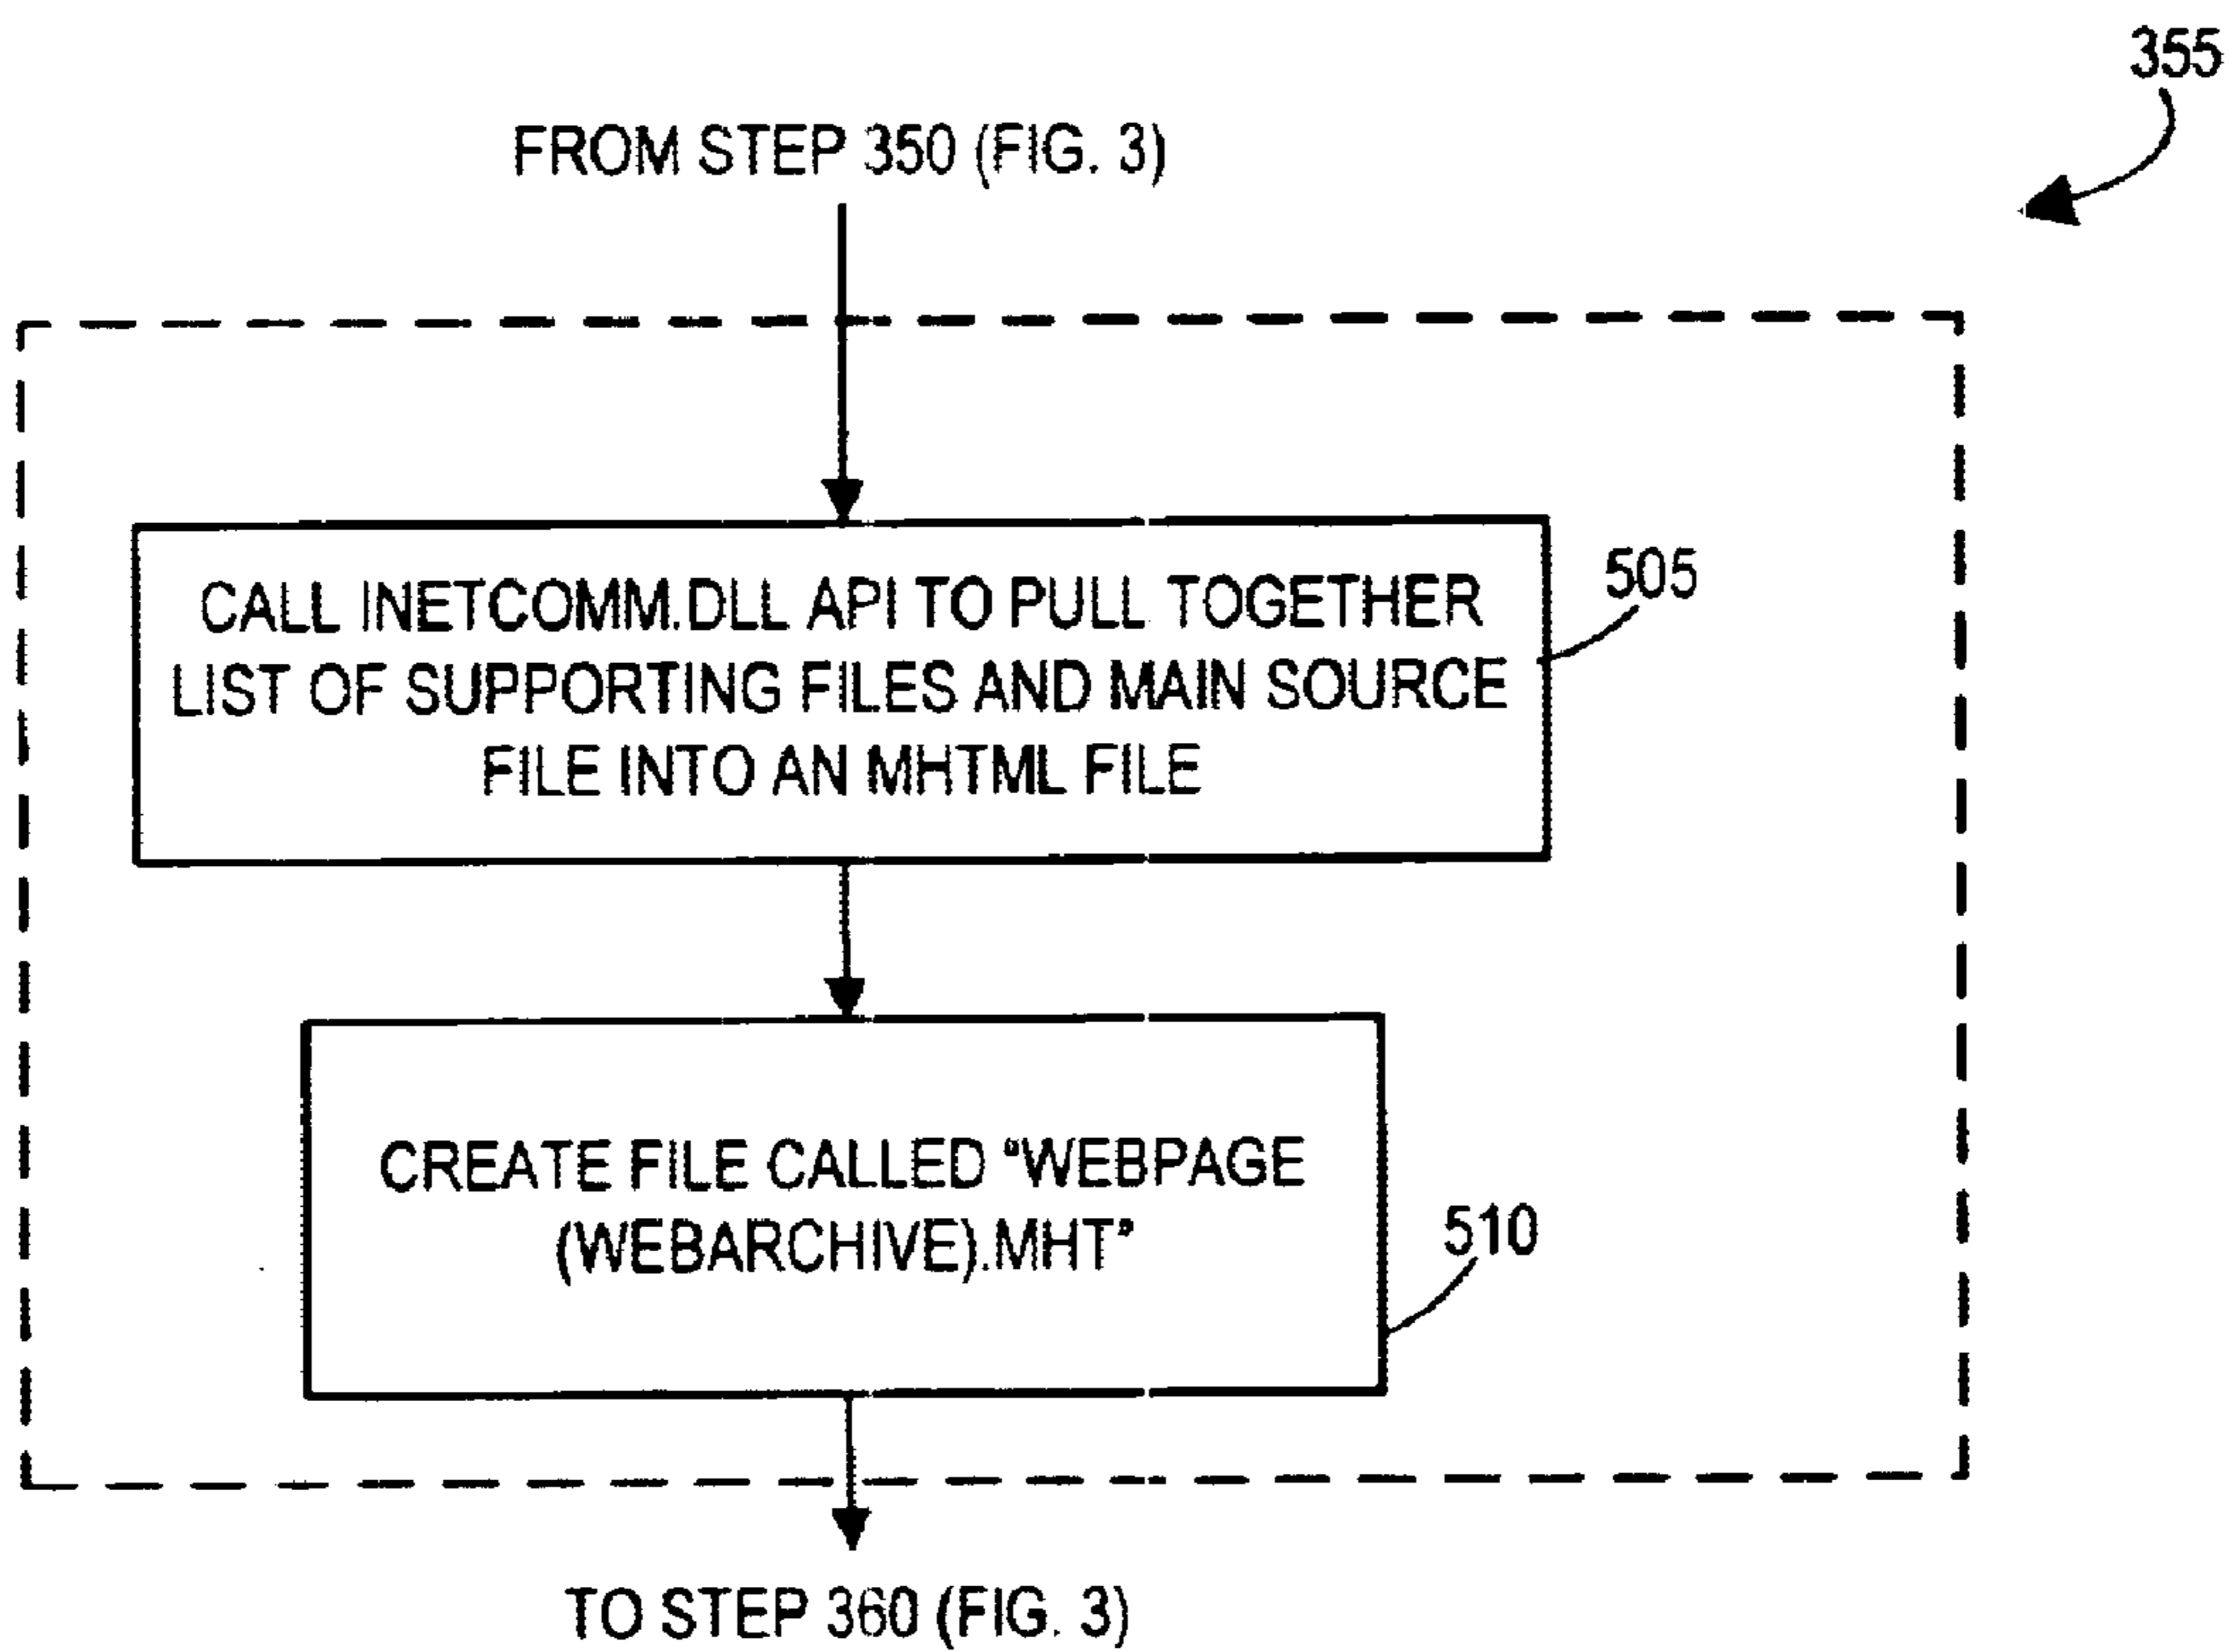 355
FROM STEP 350 (FIG. 3)
CALL INETCOMM.DLL API TO PULL TOGETHER
LIST OF SUPPORTING FILES AND MAIN SOURCE
FILE INTO AN MHTML FILE
505
CREATE FILE CALLED "WEBPAGE
(WEBARCHIVE).MHT"
510
TO STEP 360 (FIG. 3)